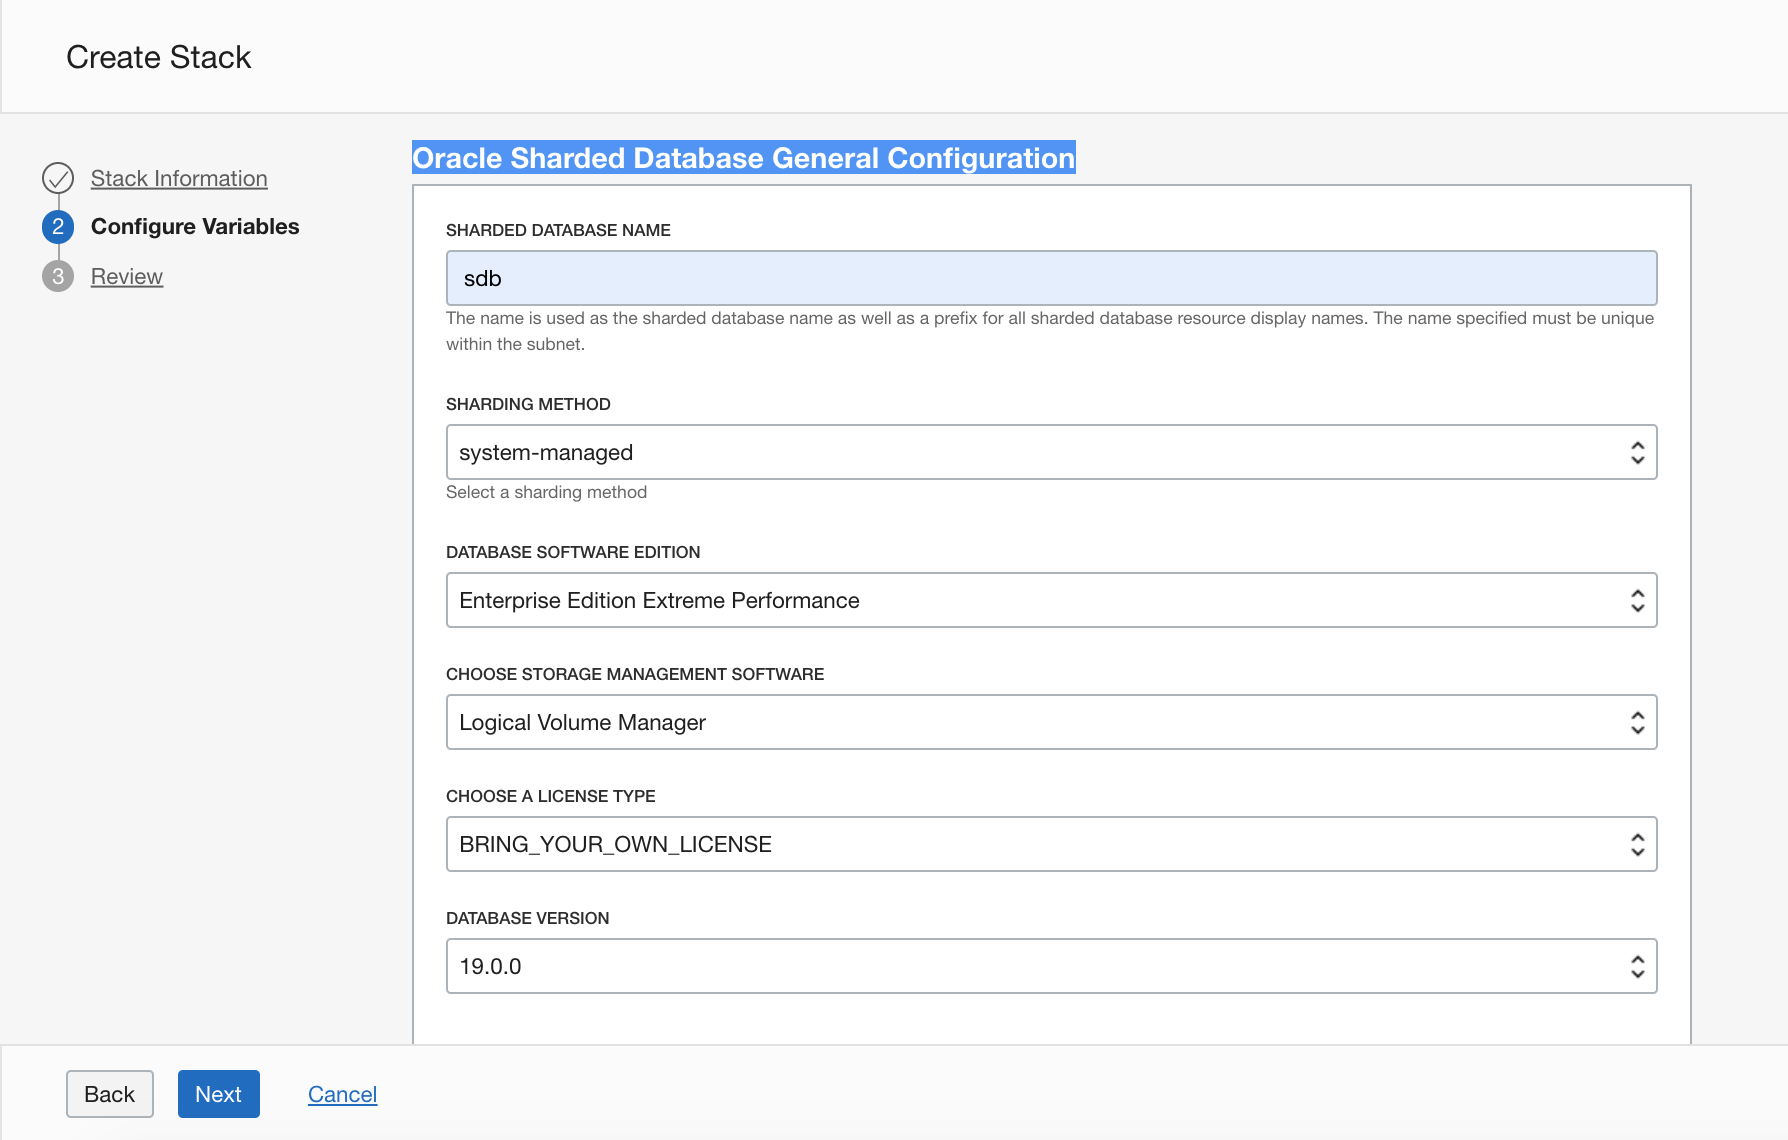 Create Stack
Stack Information
2 Configure Variables
3 Review
Oracle Sharded Database General Configuration
SHARDED DATABASE NAME
sdb
The name is used as the sharded database name as well as a prefix for all sharded database resource display names. The name specified must be unique
within the subnet.
SHARDING METHOD
system-managed
Select a sharding method
DATABASE SOFTWARE EDITION
Enterprise Edition Extreme Performance
CHOOSE STORAGE MANAGEMENT SOFTWARE
Logical Volume Manager
CHOOSE A LICENSE TYPE
BRING_YOUR_OWN_LICENSE
DATABASE VERSION
19.0.0
Back Next Cancel